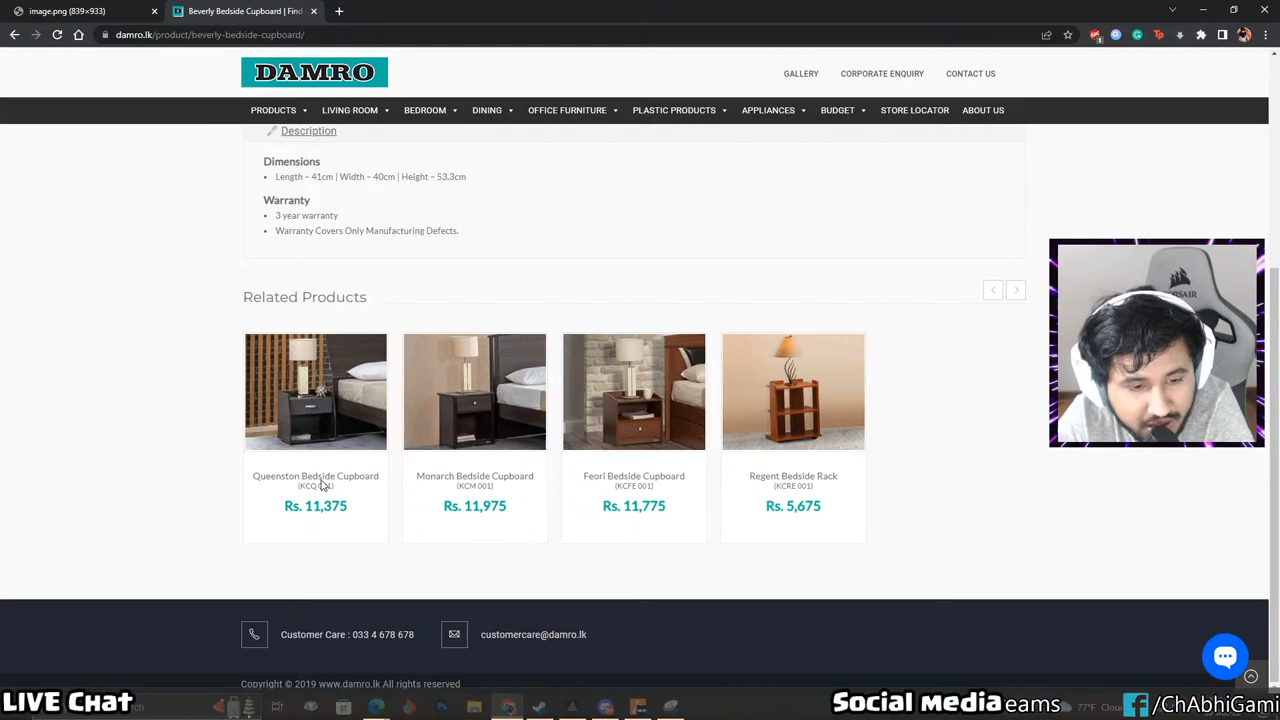 image.png (839×933)
Beverly Bedside Cupboard | Find
damro.lk/product/beverly-bedside-cupboard/
DAMRO
GALLERY
CORPORATE ENQUIRY
CONTACT US
PRODUCTS
LIVING ROOM
BEDROOM
DINING
OFFICE FURNITURE
PLASTIC PRODUCTS
APPLIANCES
BUDGET
STORE LOCATOR
ABOUT US
Description
Dimensions
Length – 41cm | Width – 40cm | Height – 53.3cm
Warranty
3 year warranty
Warranty Covers Only Manufacturing Defects.
CORSAIR
Related Products
Queenston Bedside Cupboard
Rs. 11,375
Monarch Bedside Cupboard
(KCM 001)
Rs. 11,975
Feori Bedside Cupboard
(KCFE 001)
Rs. 11,775
Regent Bedside Rack
(KCRE 001)
Rs. 5,675
Customer Care : 033 4 678 678
customercare@damro.lk
Copyright © 2019 www.damro.lk All rights reserved
LIVE Chat
Social Media
eams
/ChAbhiGami
77°F